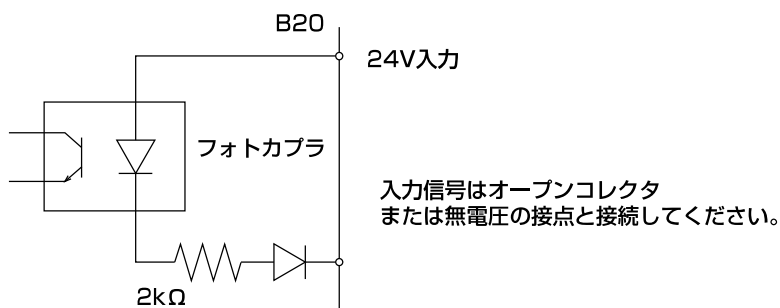 B20
24V入力
フォトカプラ
入力信号はオープンコレクタ
または無電圧の接点と接続してください。
2kΩ